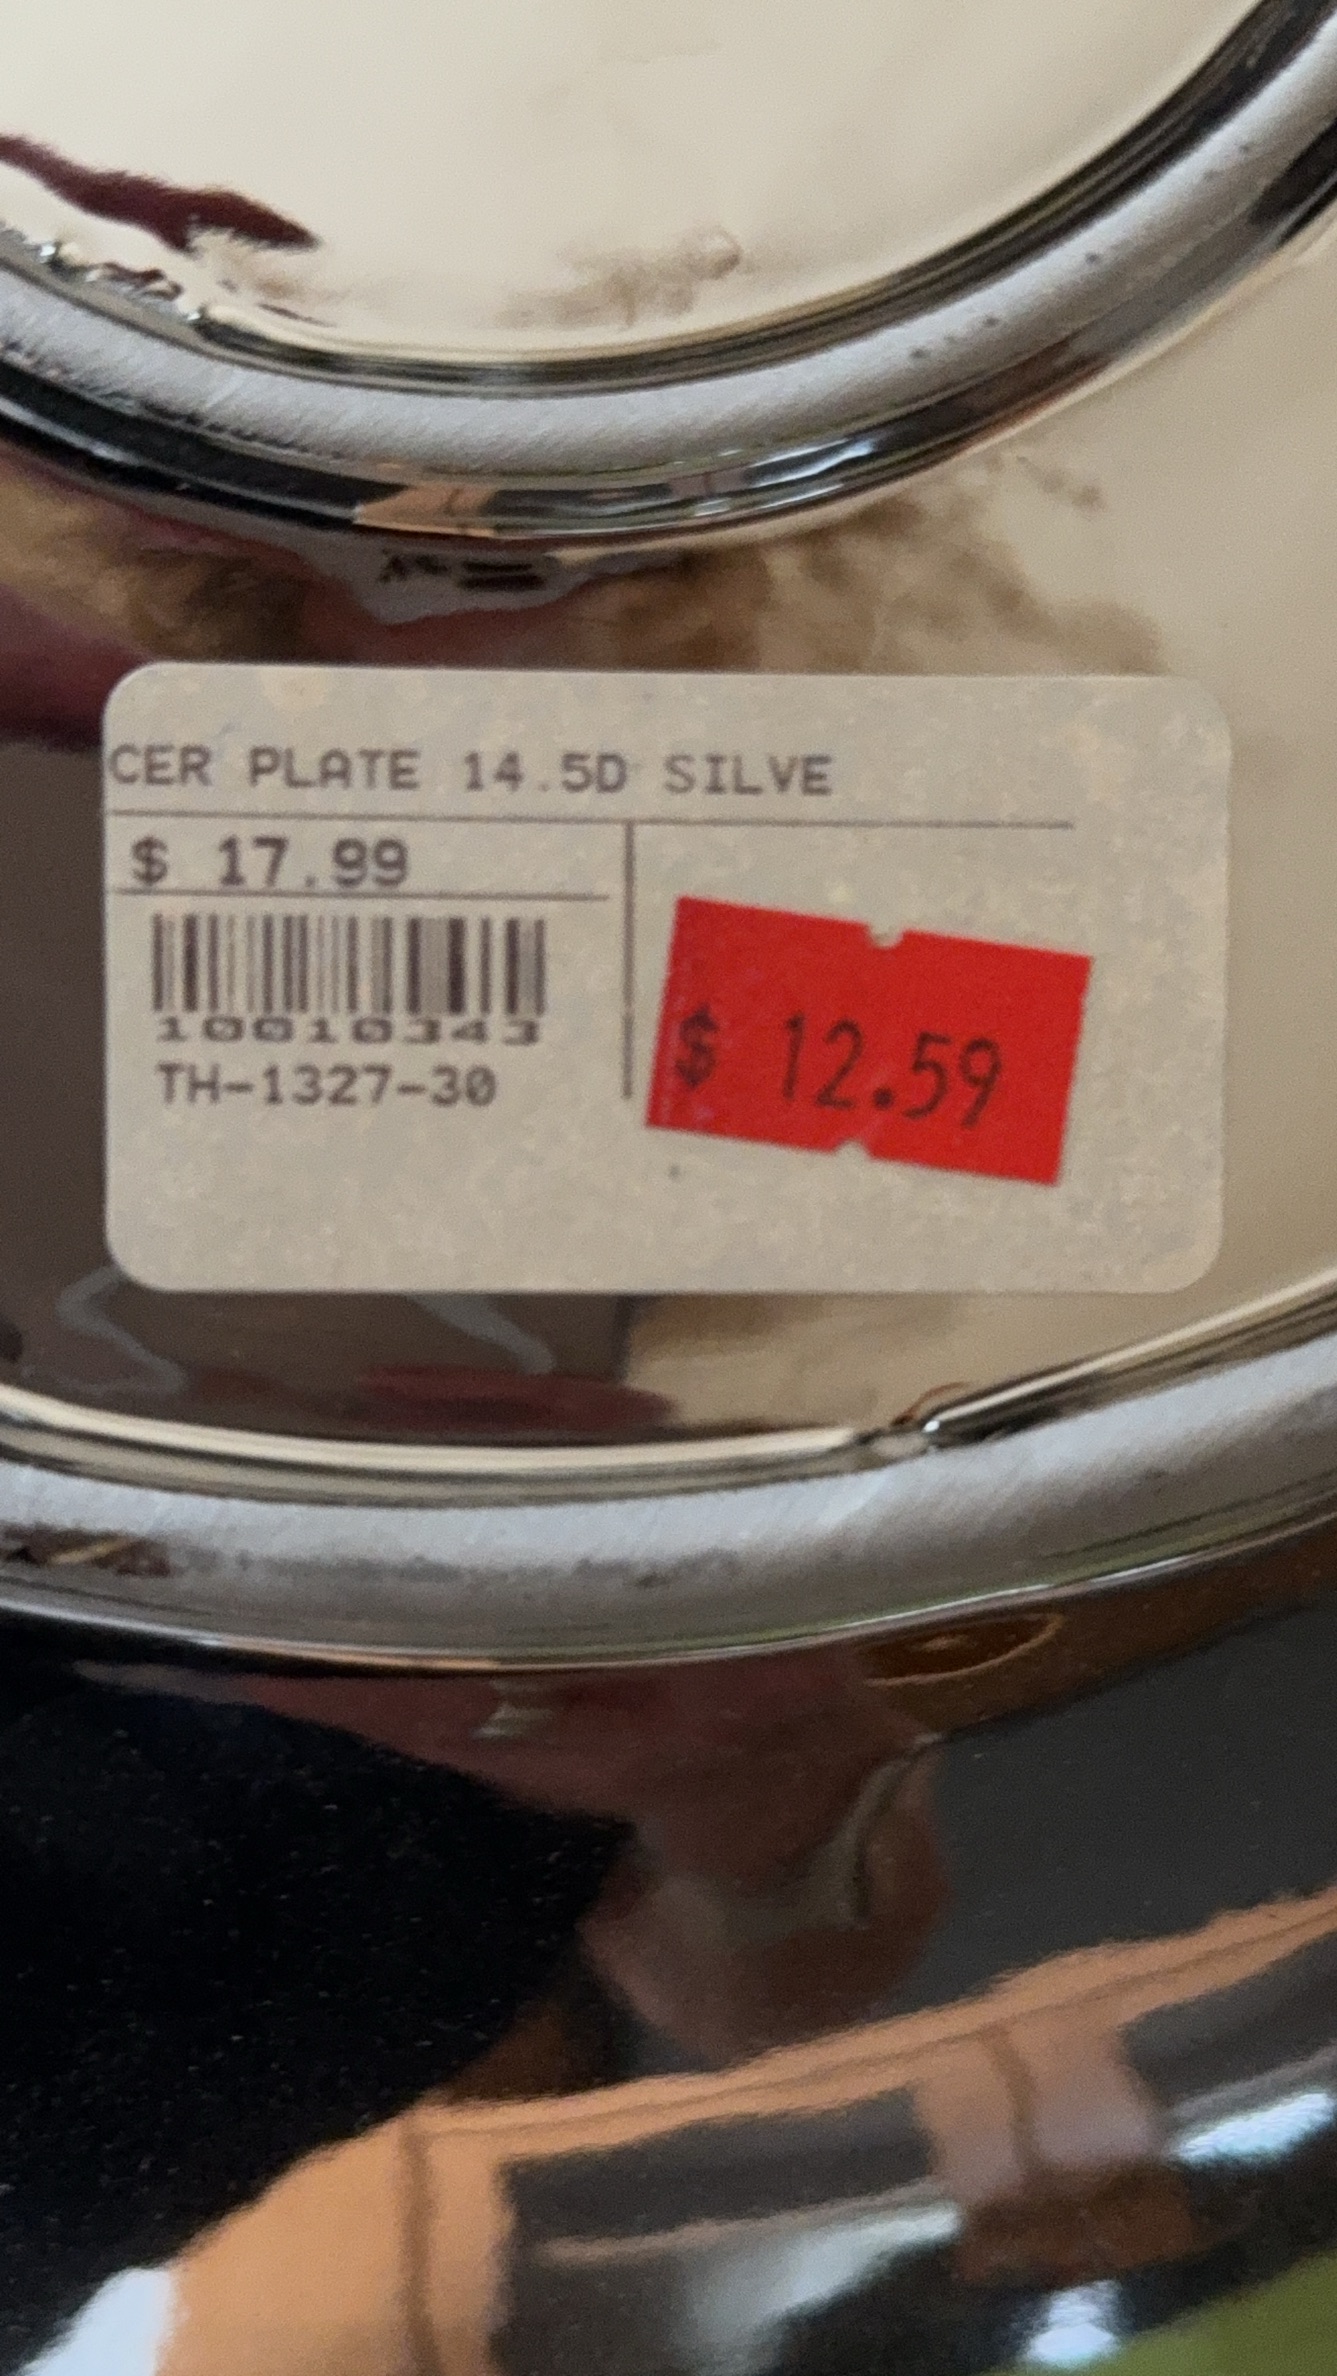 CER PLATE 14.5D SILVE
$ 17.99
10010343
TH-1327-30
$ 12.59